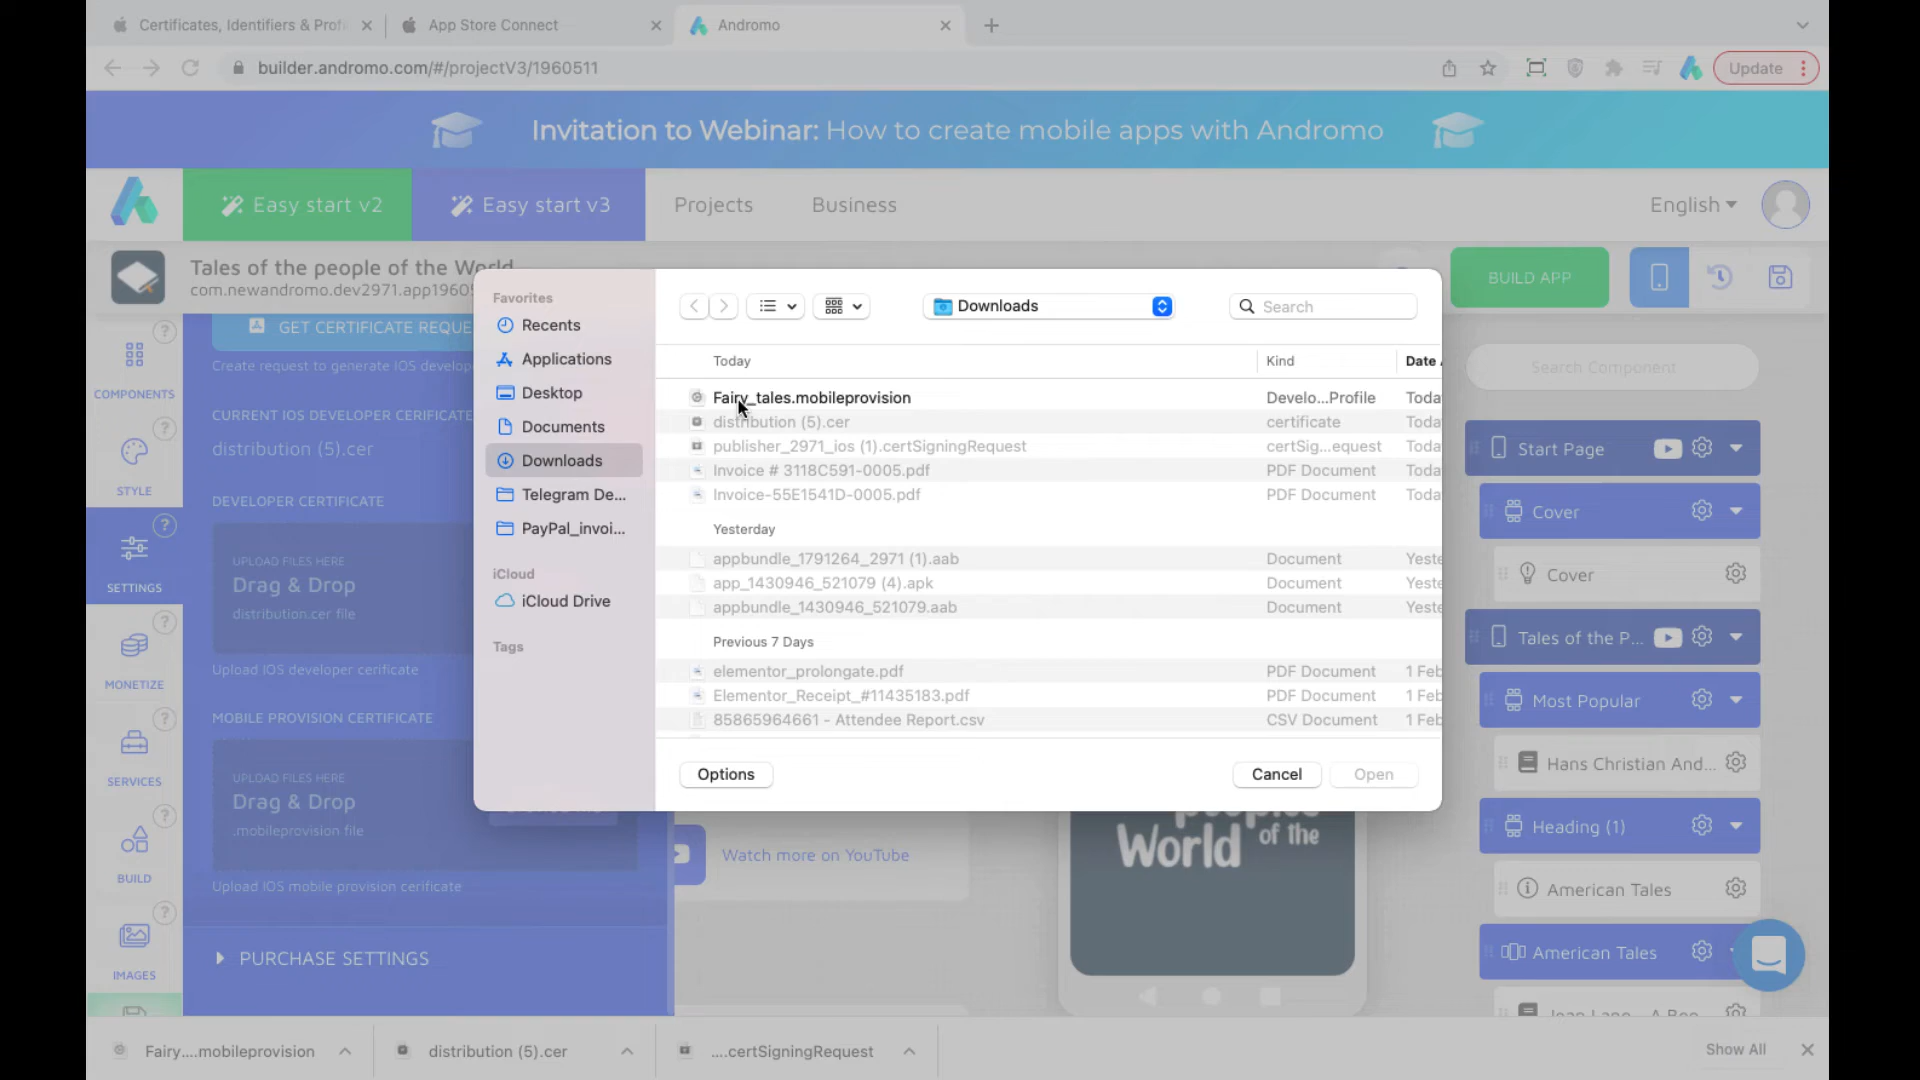 Certificates, Identifiers & Profi
App Store Connect
Andromo
builder.andromo.com/#/projectV3/1960511
Update
Invitation to Webinar: How to create mobile apps with Andromo
Easy start v2
Easy start v3
Projects
Business
English
Tales of the people of the World
com.newandromo.dev2971.app19605
BUILD APP
GET CERTIFICATE REQUE
Create request to generate IOS develop
CURRENT IOS DEVELOPER CERIFICATE
distribution (5).cer
DEVELOPER CERTIFICATE
UPLOAD FILES HERE
Drag & Drop
distribution.cer file
Upload IOS developer cerificate
MOBILE PROVISION CERTIFICATE
UPLOAD FILES HERE
Drag & Drop
.mobileprovision file
Upload IOS mobile provision cerificate
PURCHASE SETTINGS
COMPONENTS
STYLE
SETTINGS
MONETIZE
SERVICES
BUILD
IMAGES
Favorites
Recents
Applications
Desktop
Documents
Downloads
Telegram De...
PayPal_invoi...
iCloud
iCloud Drive
Tags
Downloads
Search
Today
Kind
Date
Fairy_tales.mobileprovision
Develo...Profile
Toda
distribution (5).cer
certificate
Toda
publisher_2971_ios (1).certSigningRequest
certSig...equest
Toda
Invoice # 3118C591-0005.pdf
PDF Document
Toda
Invoice-55E1541D-0005.pdf
PDF Document
Toda
Yesterday
appbundle_1791264_2971 (1).aab
Document
Yeste
app_1430946_521079 (4).apk
Document
Yeste
appbundle_1430946_521079.aab
Document
Yeste
Previous 7 Days
elementor_prolongate.pdf
PDF Document
1 Feb
Elementor_Receipt_#11435183.pdf
PDF Document
1 Feb
85865964661 - Attendee Report.csv
CSV Document
1 Feb
Options
Cancel
Open
Watch more on YouTube
peoples
of the
World
Search Component
Start Page
Cover
Cover
Tales of the P...
Most Popular
Hans Christian And...
Heading (1)
American Tales
American Tales
Fairy....mobileprovision
distribution (5).cer
....certSigningRequest
Show All